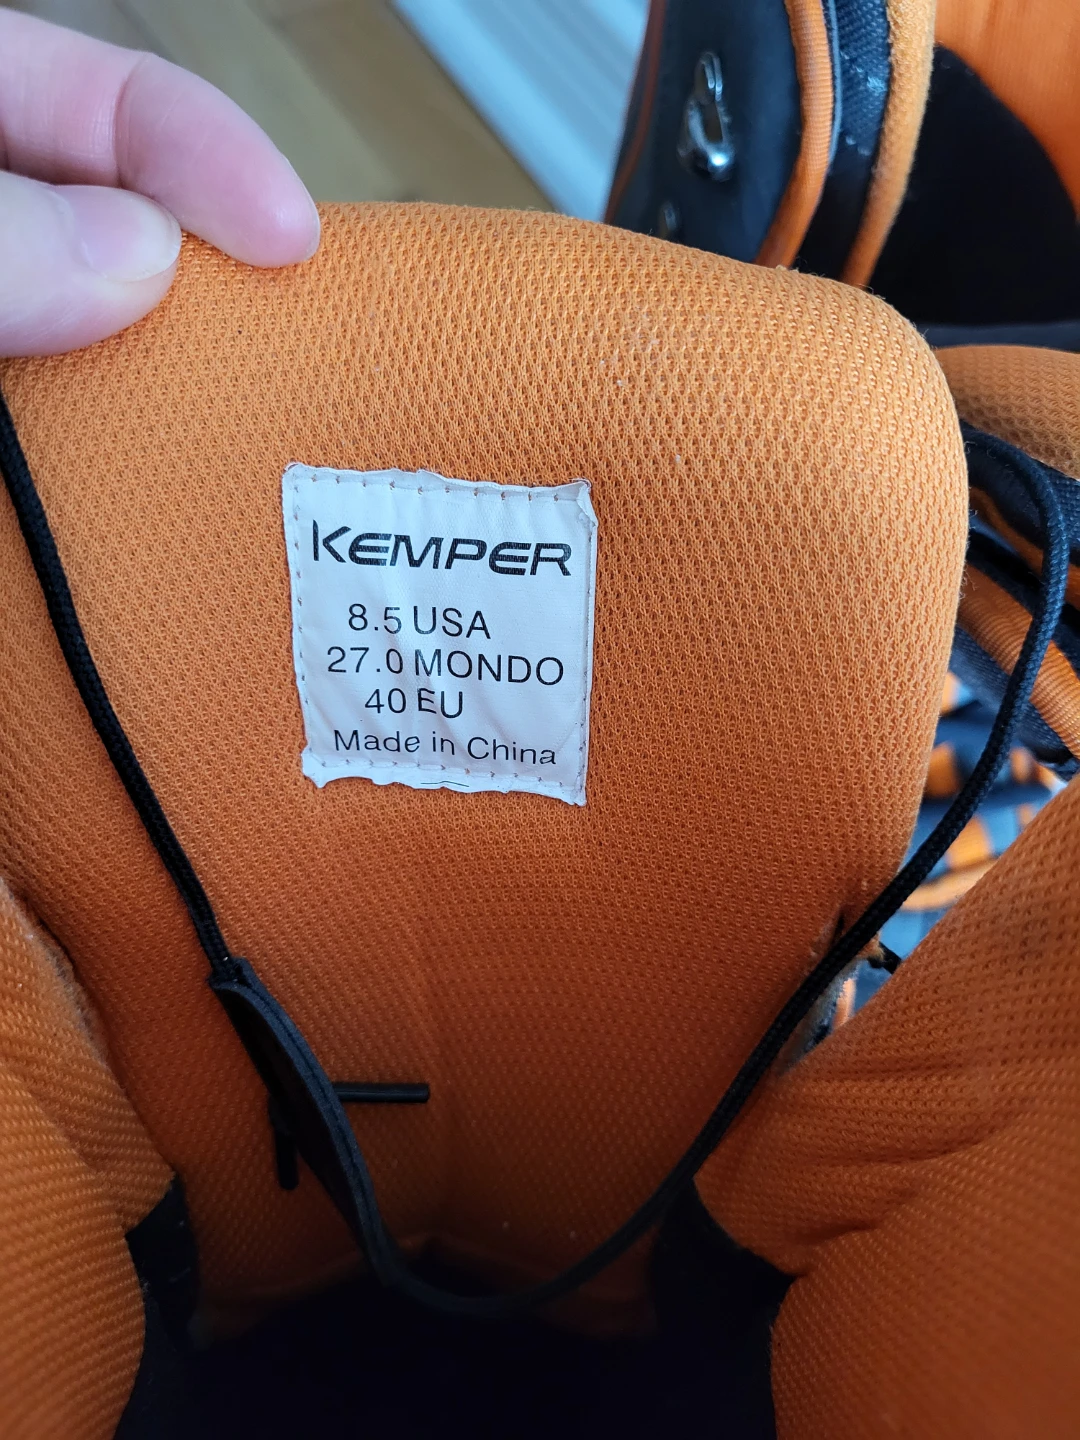 KEMPER
8.5 USA
27.0 MONDO
40 EU
Made in China